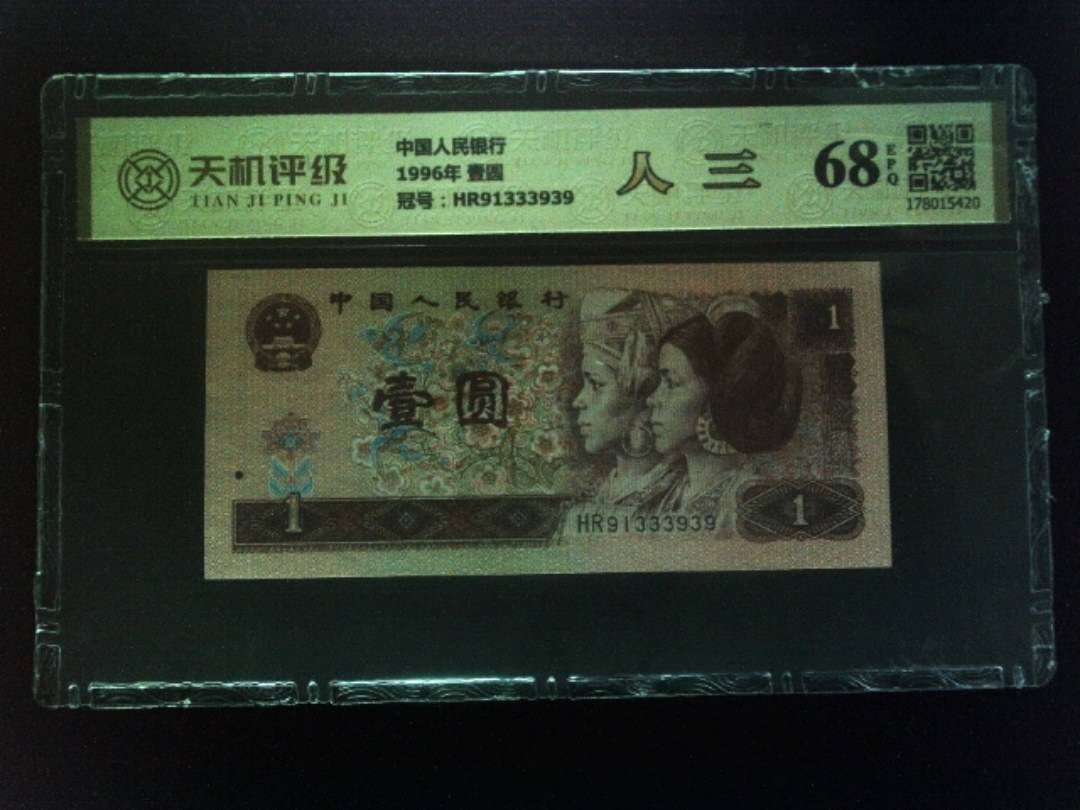 天机评级
TIAN JI PING JI
中国人民银行
1996年 壹圆
冠号：HR91333939
人 三
68
EPQ
178015420
中国人民银行
1
壹圆
1
HR91333939
1